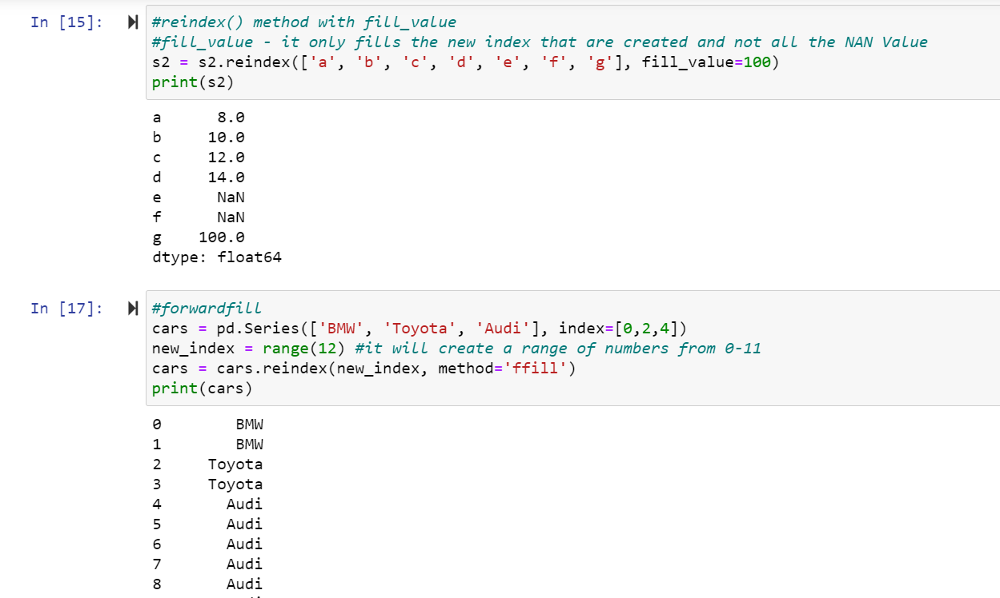 In [15]:
#reindex() method with fill_value
#fill_value - it only fills the new index that are created and not all the NAN Value
s2 = s2.reindex(['a', 'b', 'c', 'd', 'e', 'f', 'g'], fill_value=100)
print(s2)
a 8.0
b 10.0
c 12.0
d 14.0
e NaN
f NaN
g 100.0
dtype: float64
In [17]:
#forwardfill
cars = pd.Series(['BMW', 'Toyota', 'Audi'], index=[0,2,4])
new_index = range(12) #it will create a range of numbers from 0-11
cars = cars.reindex(new_index, method='ffill')
print(cars)
0 BMW
1 BMW
2 Toyota
3 Toyota
4 Audi
5 Audi
6 Audi
7 Audi
8 Audi